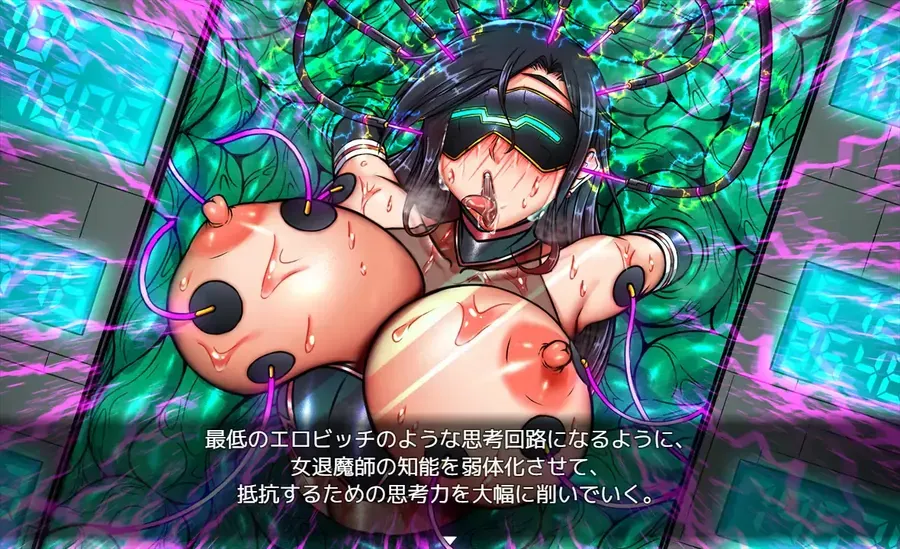 最低のエロビッチのような思考回路になるように、
女退魔師の知能を弱体化させて、
抵抗するための思考力を大幅に削いでいく。